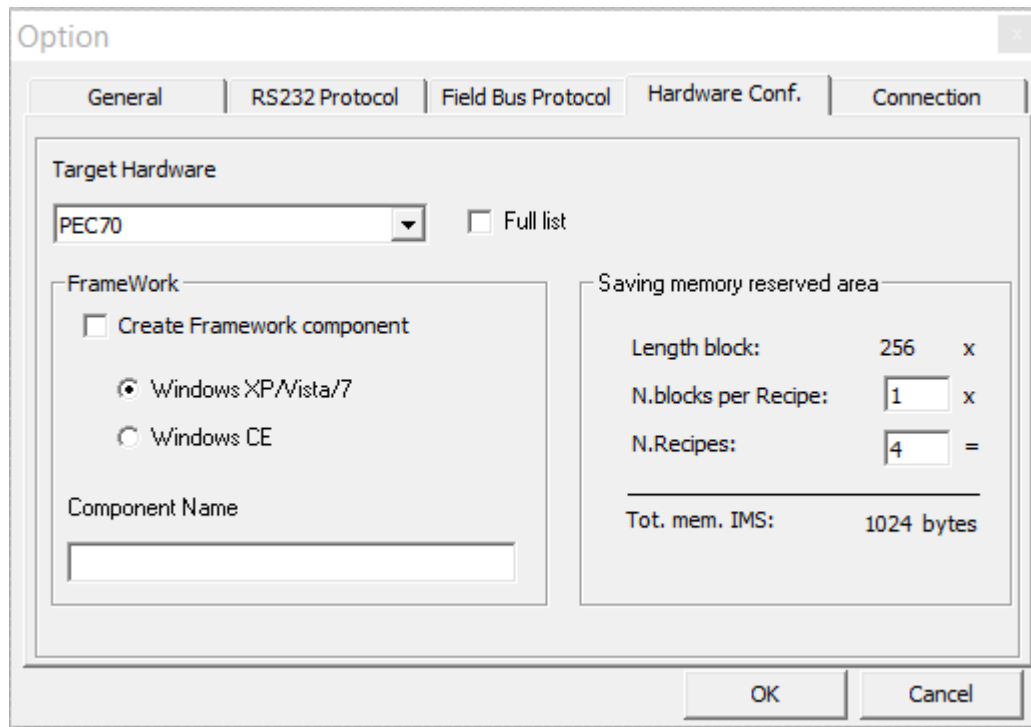 Option
x
General RS232 Protocol Field Bus Protocol Hardware Conf. Connection
Target Hardware
PEC70
Full list
FrameWork
Create Framework component
Windows XP/Vista/7
Windows CE
Component Name
Saving memory reserved area
Length block: 256 x
N.blocks per Recipe: 1 x
N.Recipes: 4 =
Tot. mem. IMS: 1024 bytes
OK Cancel